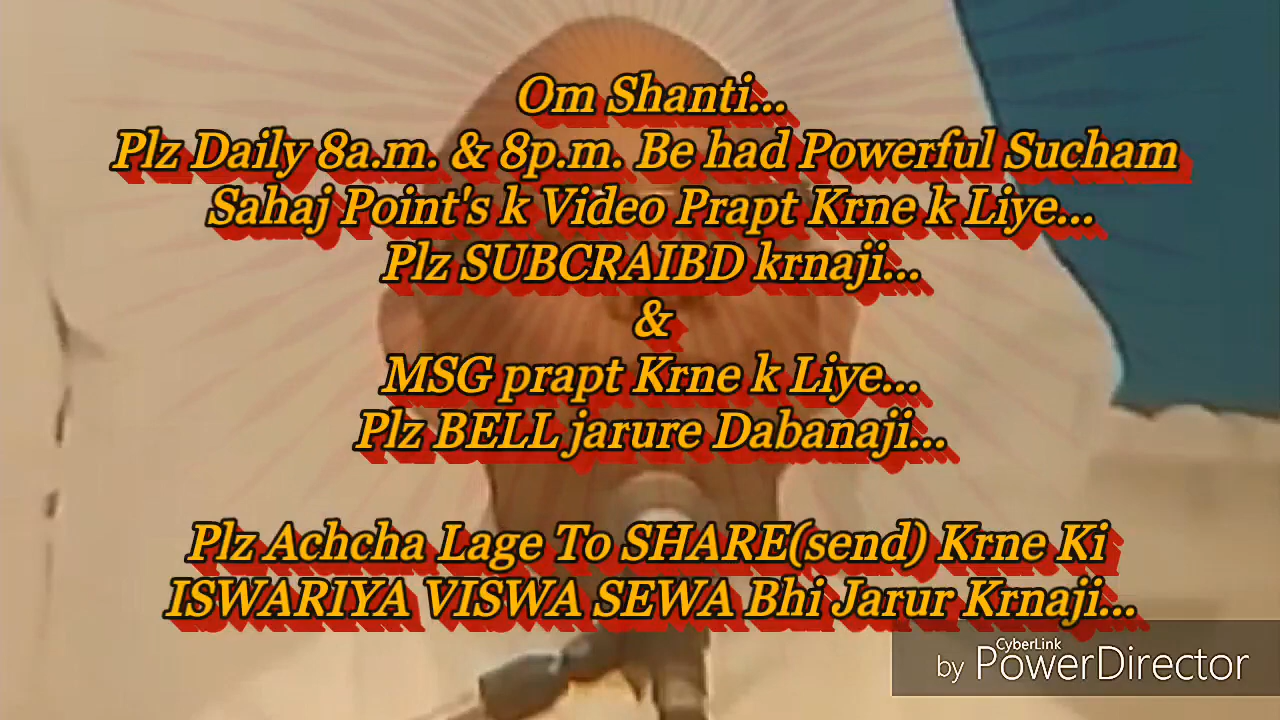 Om Shanti...
Plz Daily 8a.m. & 8p.m. Be had Powerful Sucham
Sahaj Point's k Video Prapt Krne k Liye...
Plz SUBCRAIBD krnaji...
&
MSG prapt Krne k Liye...
Plz BELL jarure Dabanaji...
Plz Achcha Lage To SHARE(send) Krne Ki
ISWARIYA VISWA SEWA Bhi Jarur Krnaji...
CyberLink
by PowerDirector